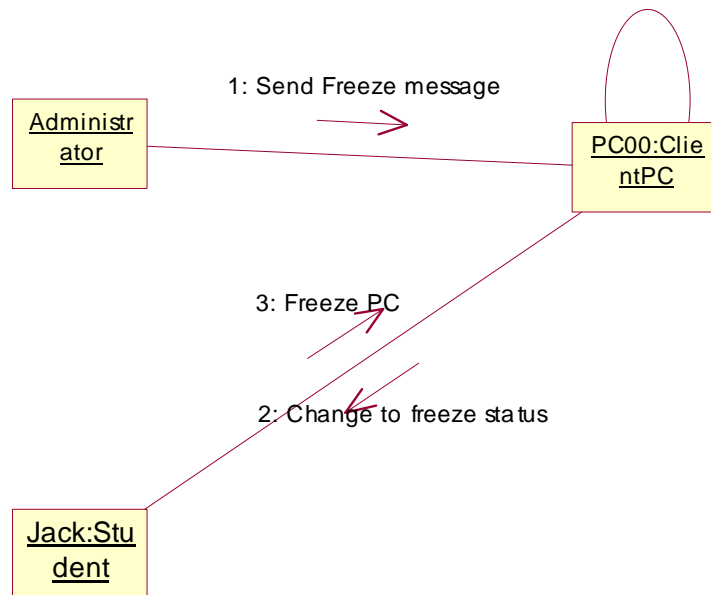 1: Send Freeze message
Administr
ator
PC00:Clie
ntPC
3: Freeze PC
2: Change to freeze status
Jack:Stu
dent